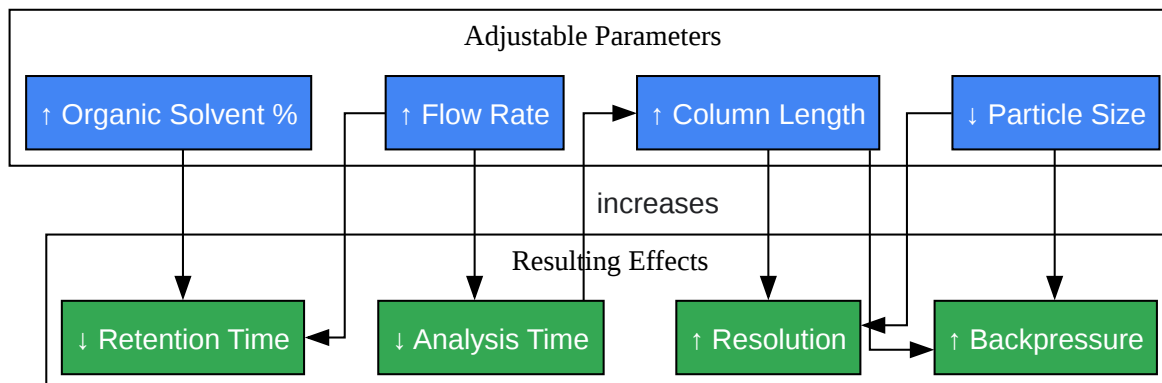 Adjustable Parameters
↑ Organic Solvent %
↑ Flow Rate
↑ Column Length
↓ Particle Size
increases
Resulting Effects
↓ Retention Time
↓ Analysis Time
↑ Resolution
↑ Backpressure